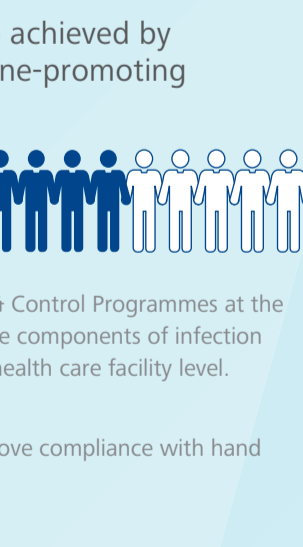 achieved by
ne-promoting
Control Programmes at the
e components of infection
health care facility level.
ove compliance with hand